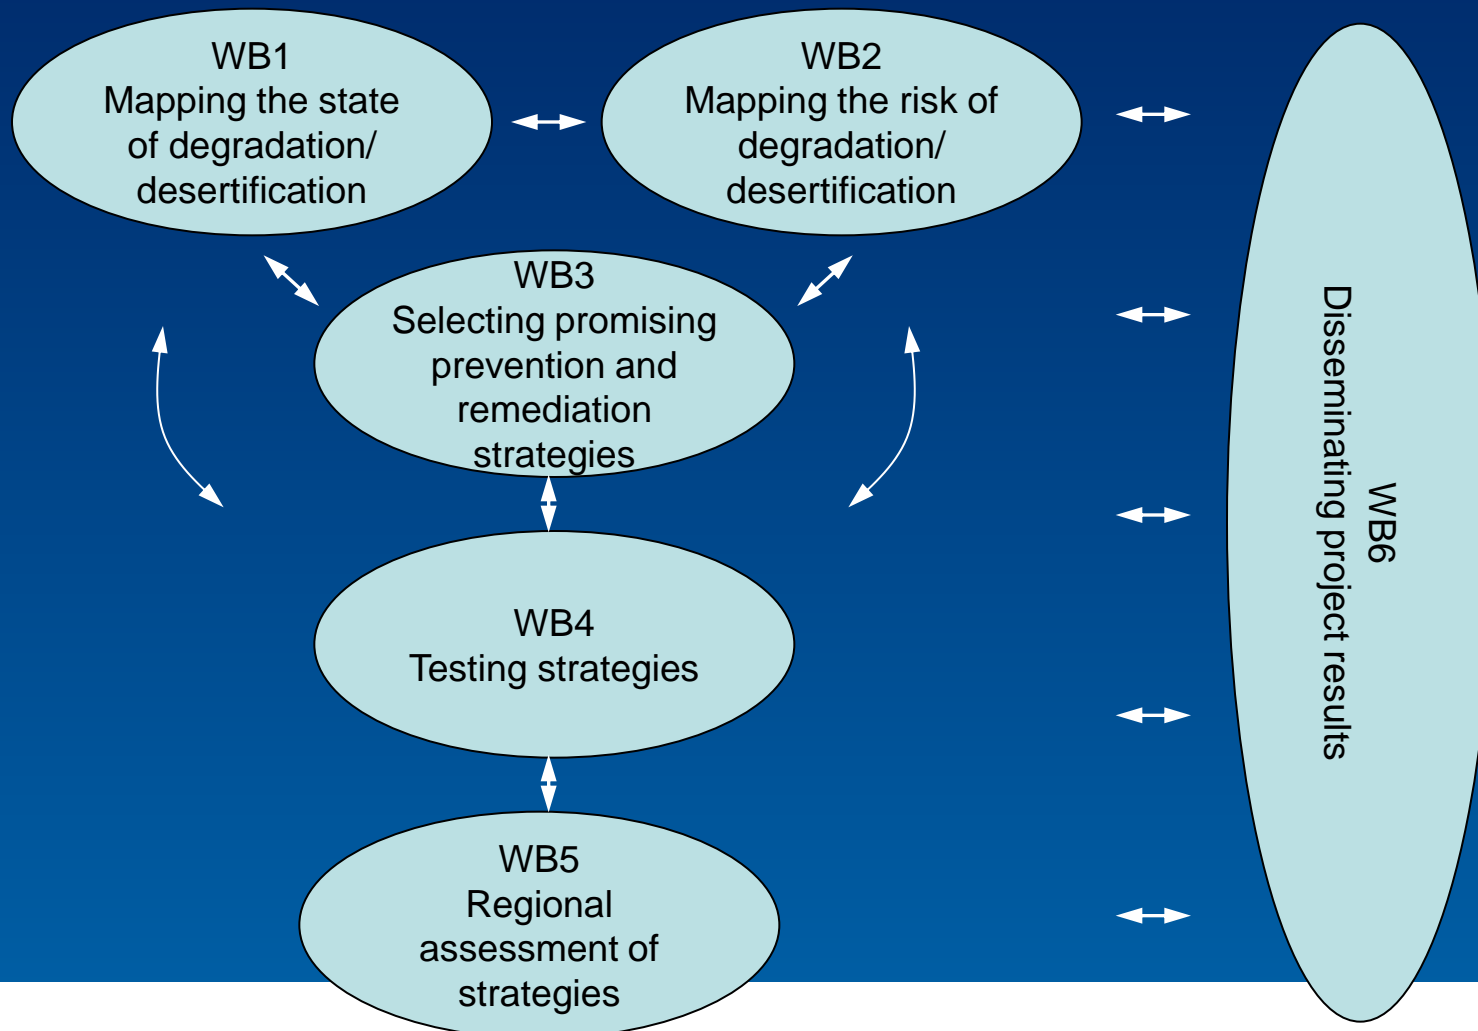 WB1
Mapping the state
of degradation/
desertification
WB2
Mapping the risk of
degradation/
desertification
WB3
Selecting promising
prevention and
remediation
strategies
WB4
Testing strategies
WB5
Regional
assessment of
strategies
WB6
Disseminating project results